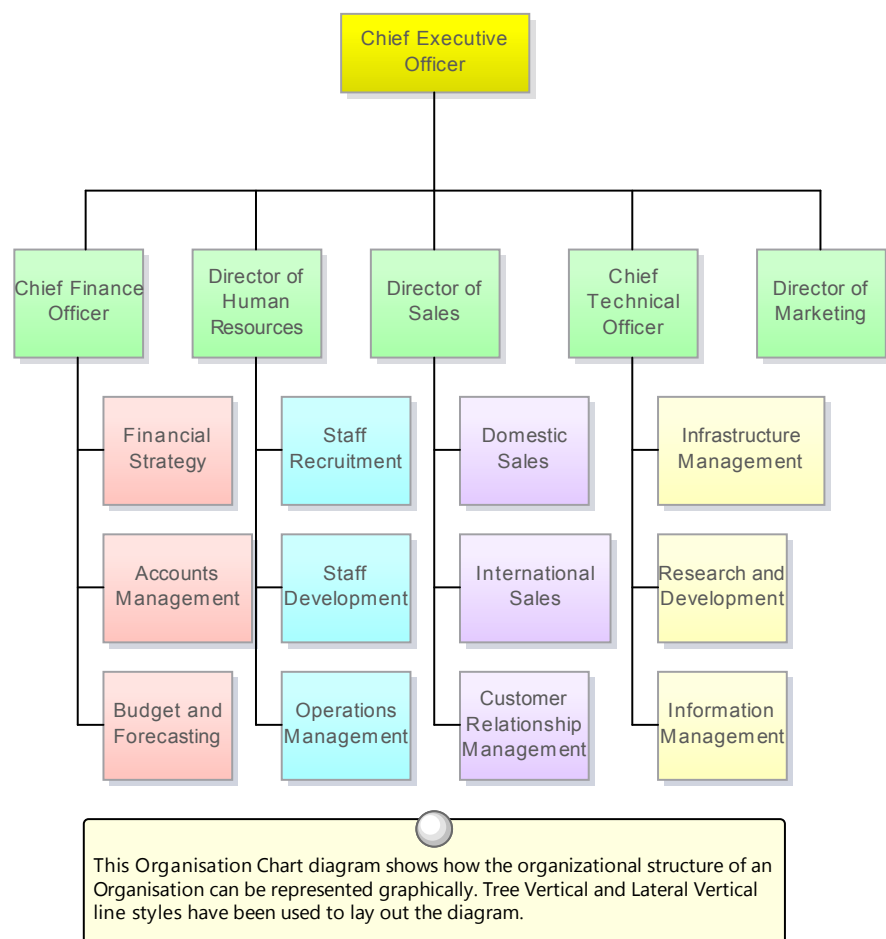 Chief Executive
Officer
Chief Finance
Officer
Director of
Human
Resources
Director of
Sales
Chief
Technical
Officer
Director of
Marketing
Financial
Strategy
Staff
Recruitment
Domestic
Sales
Infrastructure
Management
Accounts
Management
Staff
Development
International
Sales
Research and
Development
Budget and
Forecasting
Operations
Management
Customer
Relationship
Management
Information
Management
This Organisation Chart diagram shows how the organizational structure of an
Organisation can be represented graphically. Tree Vertical and Lateral Vertical
line styles have been used to lay out the diagram.